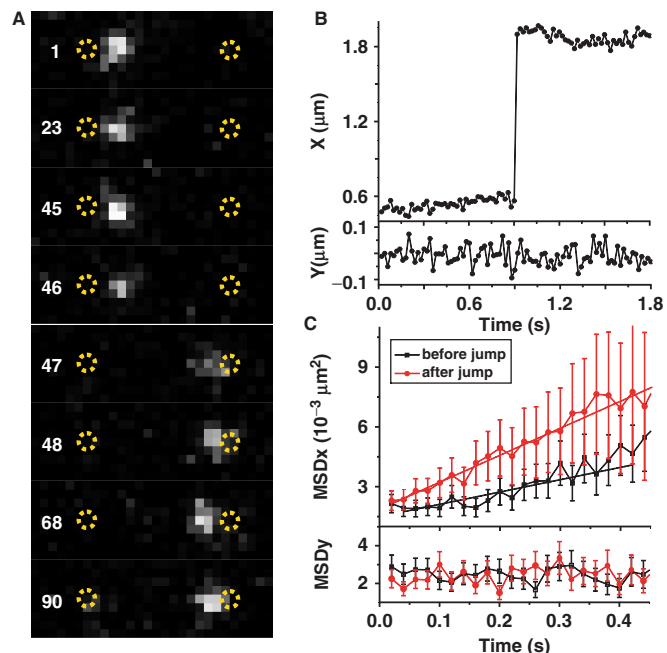 A
1
23
45
46
47
48
68
90
B
X (μm)
1.8
1.2
0.6
Y(μm)
0.1
−0.1
0.0 0.6 1.2 1.8
Time (s)
C
before jump
after jump
MSDx (10⁻³ μm²)
9
6
3
MSDy
4
2
0.0 0.1 0.2 0.3 0.4
Time (s)